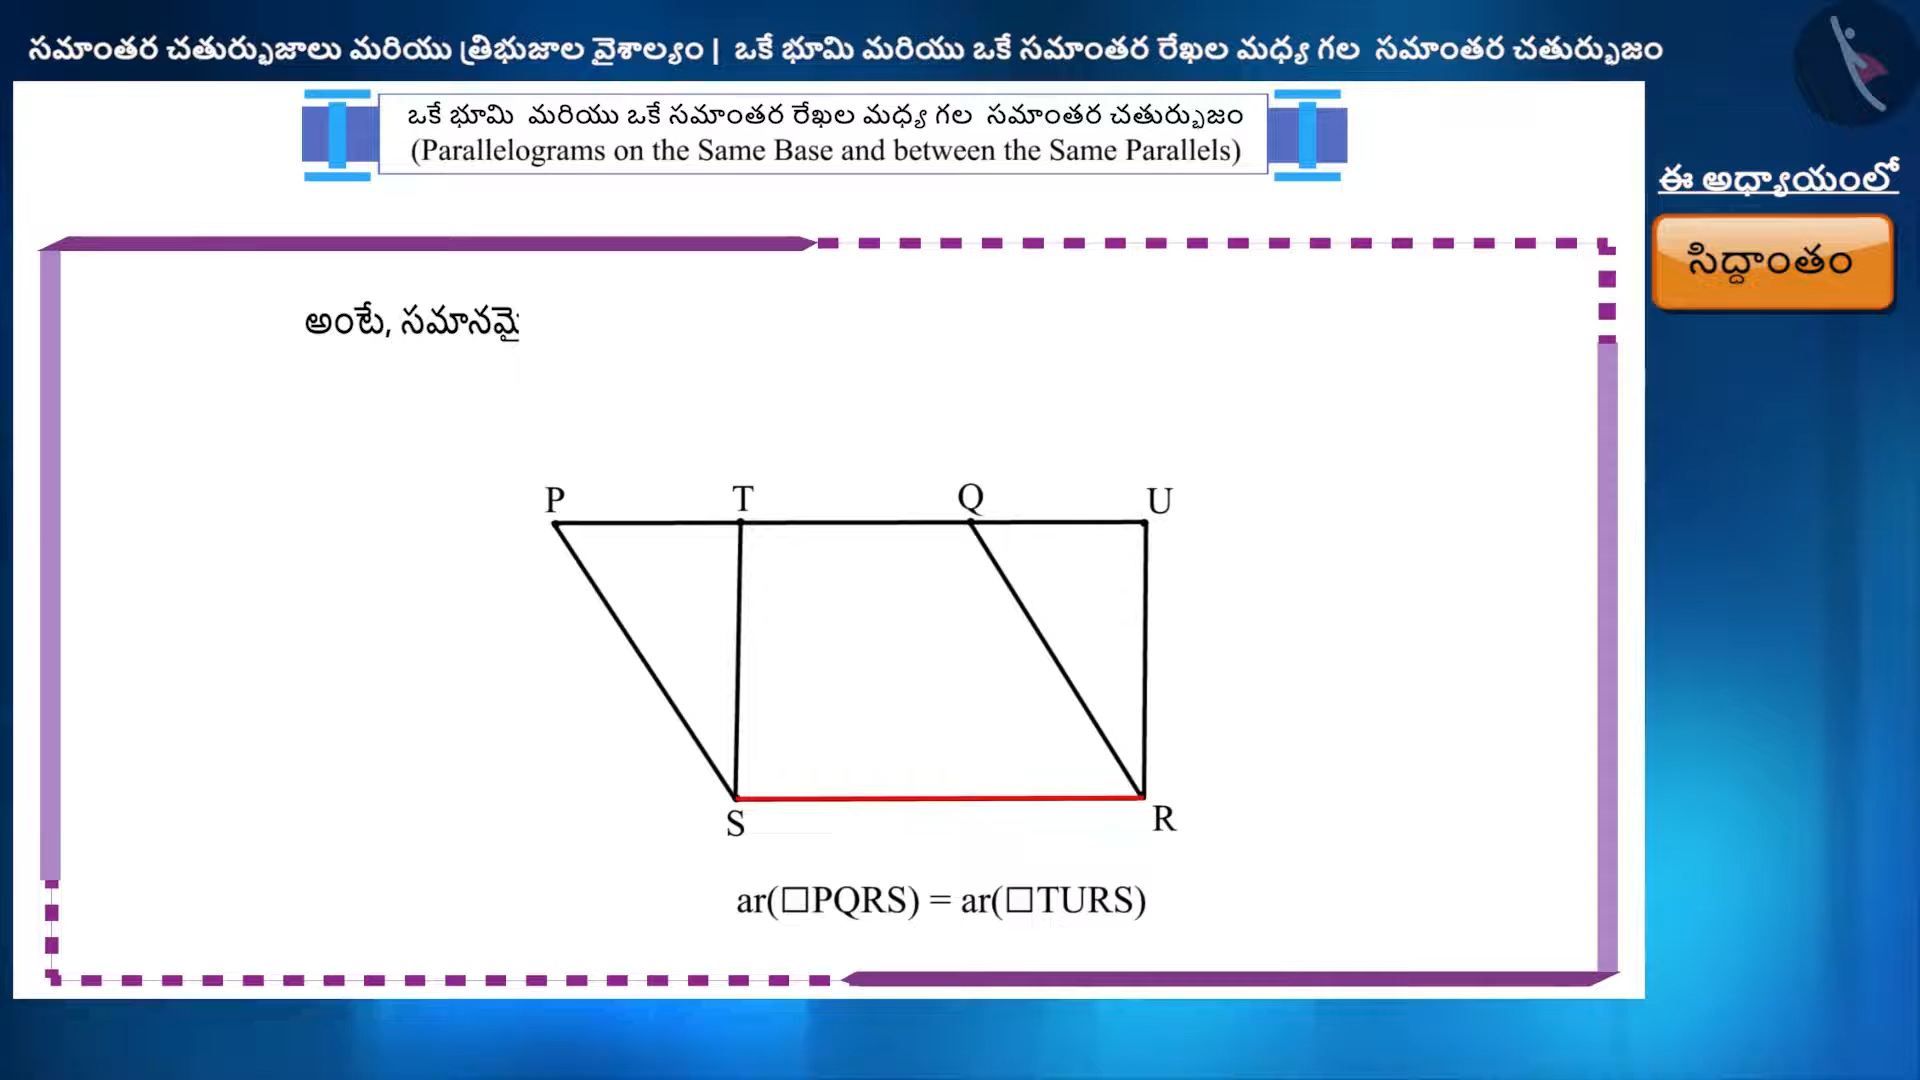 సమాంతర చతుర్భుజాలు మరియు త్రిభుజాల వైశాల్యం | ఒకే భూమి మరియు ఒకే సమాంతర రేఖల మధ్య గల సమాంతర చతుర్భుజం
ఒకే భూమి మరియు ఒకే సమాంతర రేఖల మధ్య గల సమాంతర చతుర్భుజం
(Parallelograms on the Same Base and between the Same Parallels)
ఈ అధ్యాయంలో
సిద్ధాంతం
అంటే, సమానమై
P T Q U
S R
ar(□PQRS) = ar(□TURS)